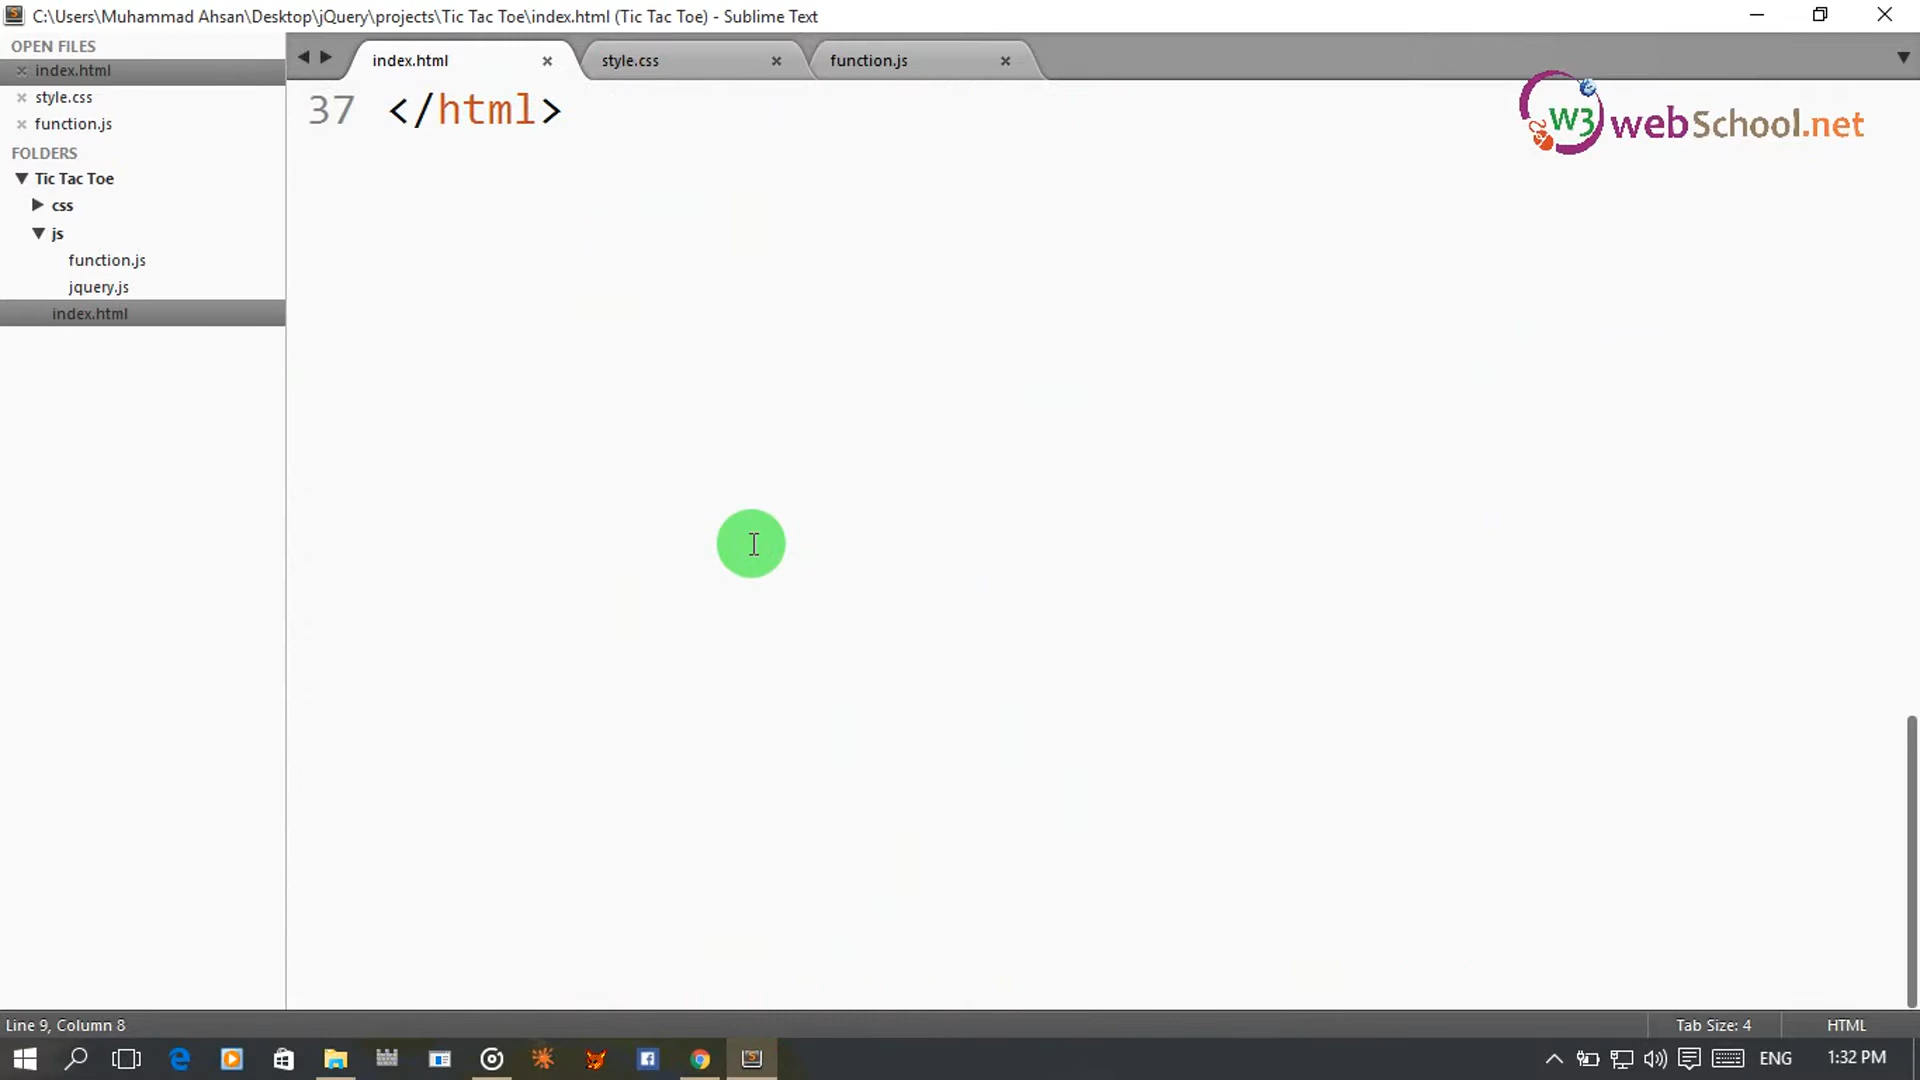 C:\Users\Muhammad Ahsan\Desktop\jQuery\projects\Tic Tac Toe\index.html (Tic Tac Toe) - Sublime Text
OPEN FILES
index.html
style.css
function.js
FOLDERS
Tic Tac Toe
css
js
function.js
jquery.js
index.html
index.html
style.css
function.js
37 </html>
W3 webSchool.net
Line 9, Column 8
Tab Size: 4
HTML
ENG
1:32 PM